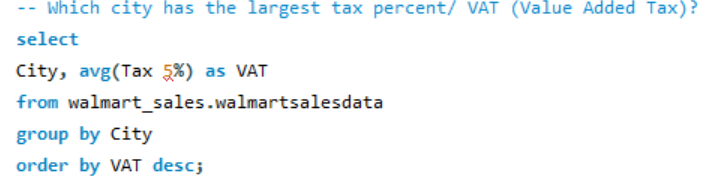 -- Which city has the largest tax percent/ VAT (Value Added Tax)?
select
City, avg(Tax 5%) as VAT
from walmart_sales.walmartsalesdata
group by City
order by VAT desc;